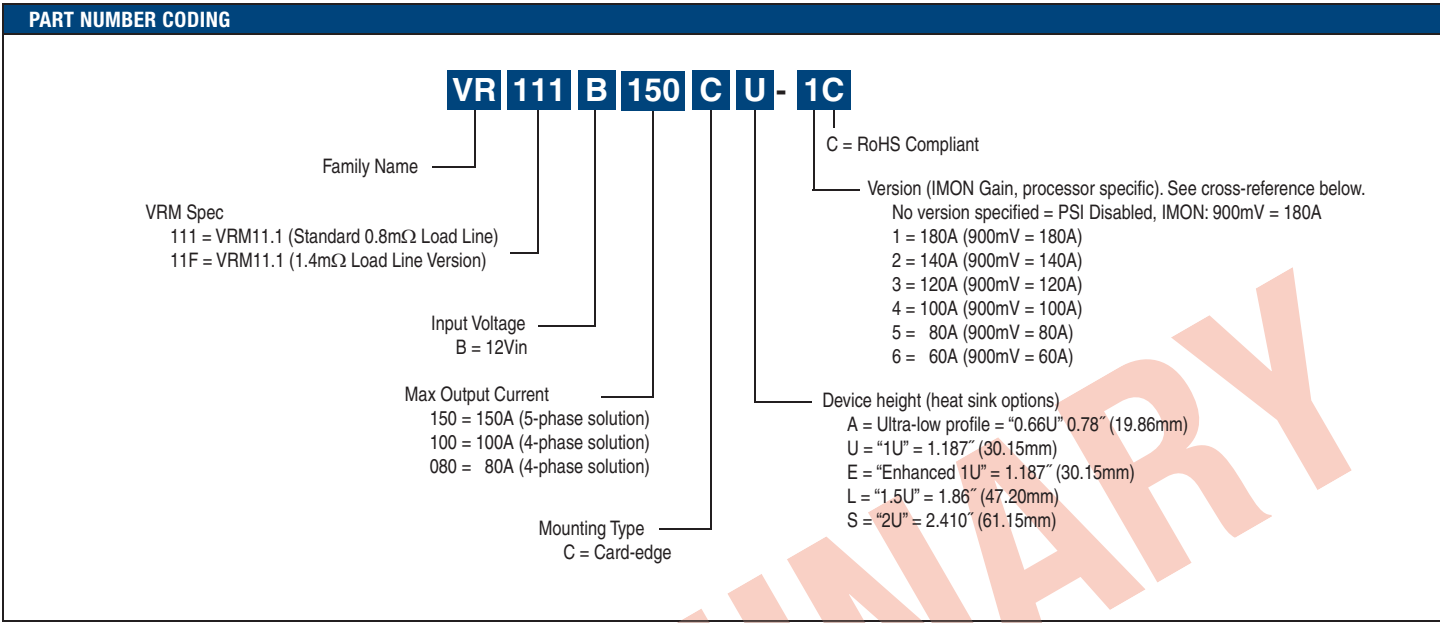 PART NUMBER CODING
VR 111 B 150 C U - 1C
C = RoHS Compliant
Family Name
Version (IMON Gain, processor specific). See cross-reference below.
No version specified = PSI Disabled, IMON: 900mV = 180A
1 = 180A (900mV = 180A)
2 = 140A (900mV = 140A)
3 = 120A (900mV = 120A)
4 = 100A (900mV = 100A)
5 = 80A (900mV = 80A)
6 = 60A (900mV = 60A)
VRM Spec
111 = VRM11.1 (Standard 0.8mΩ Load Line)
11F = VRM11.1 (1.4mΩ Load Line Version)
Input Voltage
B = 12Vin
Max Output Current
150 = 150A (5-phase solution)
100 = 100A (4-phase solution)
080 = 80A (4-phase solution)
Device height (heat sink options)
A = Ultra-low profile = “0.66U” 0.78˝ (19.86mm)
U = “1U” = 1.187˝ (30.15mm)
E = “Enhanced 1U” = 1.187˝ (30.15mm)
L = “1.5U” = 1.86˝ (47.20mm)
S = “2U” = 2.410˝ (61.15mm)
Mounting Type
C = Card-edge